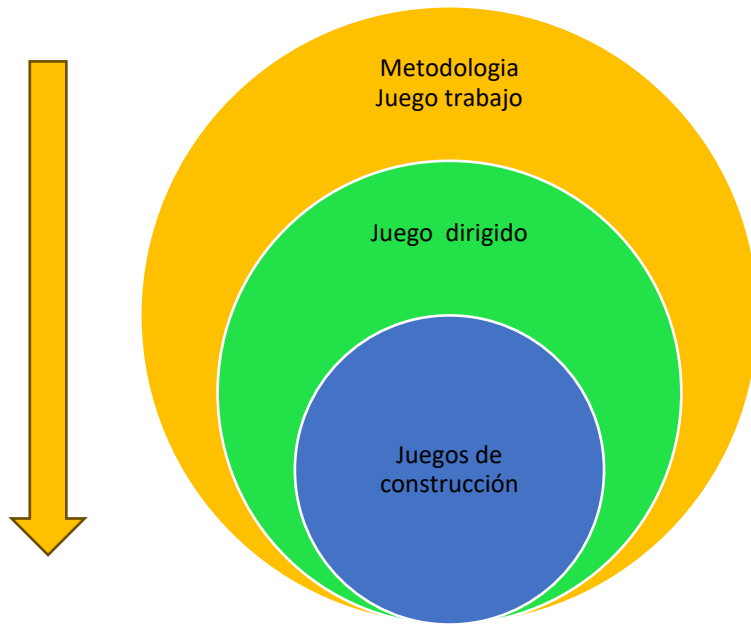 Metodologia
Juego trabajo
Juego dirigido
Juegos de
construcción